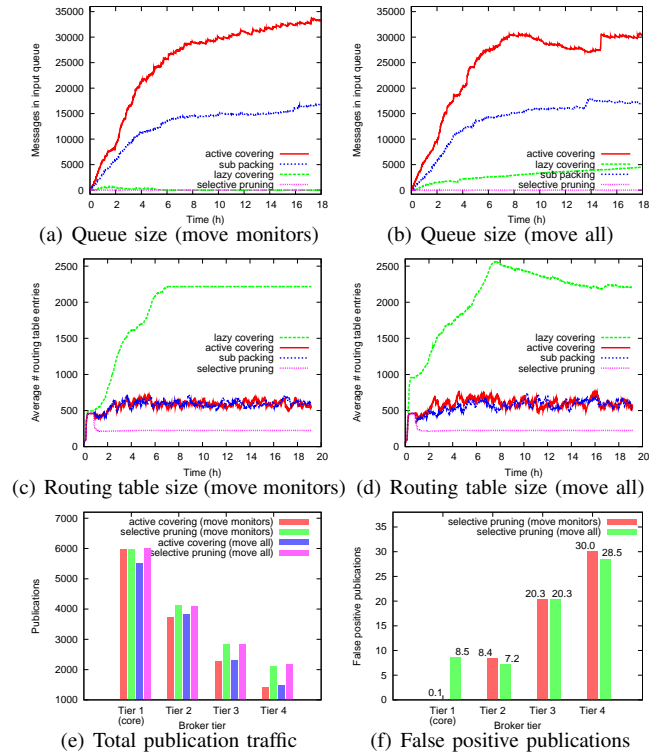 35000
30000
25000
20000
15000
10000
5000
0
Messages in input queue
active covering
sub packing
lazy covering
selective pruning
0 2 4 6 8 10 12 14 16 18
Time (h)
(a) Queue size (move monitors)
35000
30000
25000
20000
15000
10000
5000
0
Messages in input queue
active covering
lazy covering
sub packing
selective pruning
0 2 4 6 8 10 12 14 16 18
Time (h)
(b) Queue size (move all)
2500
2000
1500
1000
500
0
Average # routing table entries
lazy covering
active covering
sub packing
selective pruning
0 2 4 6 8 10 12 14 16 18 20
Time (h)
(c) Routing table size (move monitors)
2500
2000
1500
1000
500
0
Average # routing table entries
lazy covering
active covering
sub packing
selective pruning
0 2 4 6 8 10 12 14 16 18 20
Time (h)
(d) Routing table size (move all)
7000
6000
5000
4000
3000
2000
1000
Publications
active covering (move monitors)
selective pruning (move monitors)
active covering (move all)
selective pruning (move all)
Tier 1 Tier 2 Tier 3 Tier 4
(core)
Broker tier
(e) Total publication traffic
35
30
25
20
15
10
5
0
False positive publications
selective pruning (move monitors)
selective pruning (move all)
0.1
8.5
8.4
7.2
20.3
20.3
30.0
28.5
Tier 1 Tier 2 Tier 3 Tier 4
(core)
Broker tier
(f) False positive publications